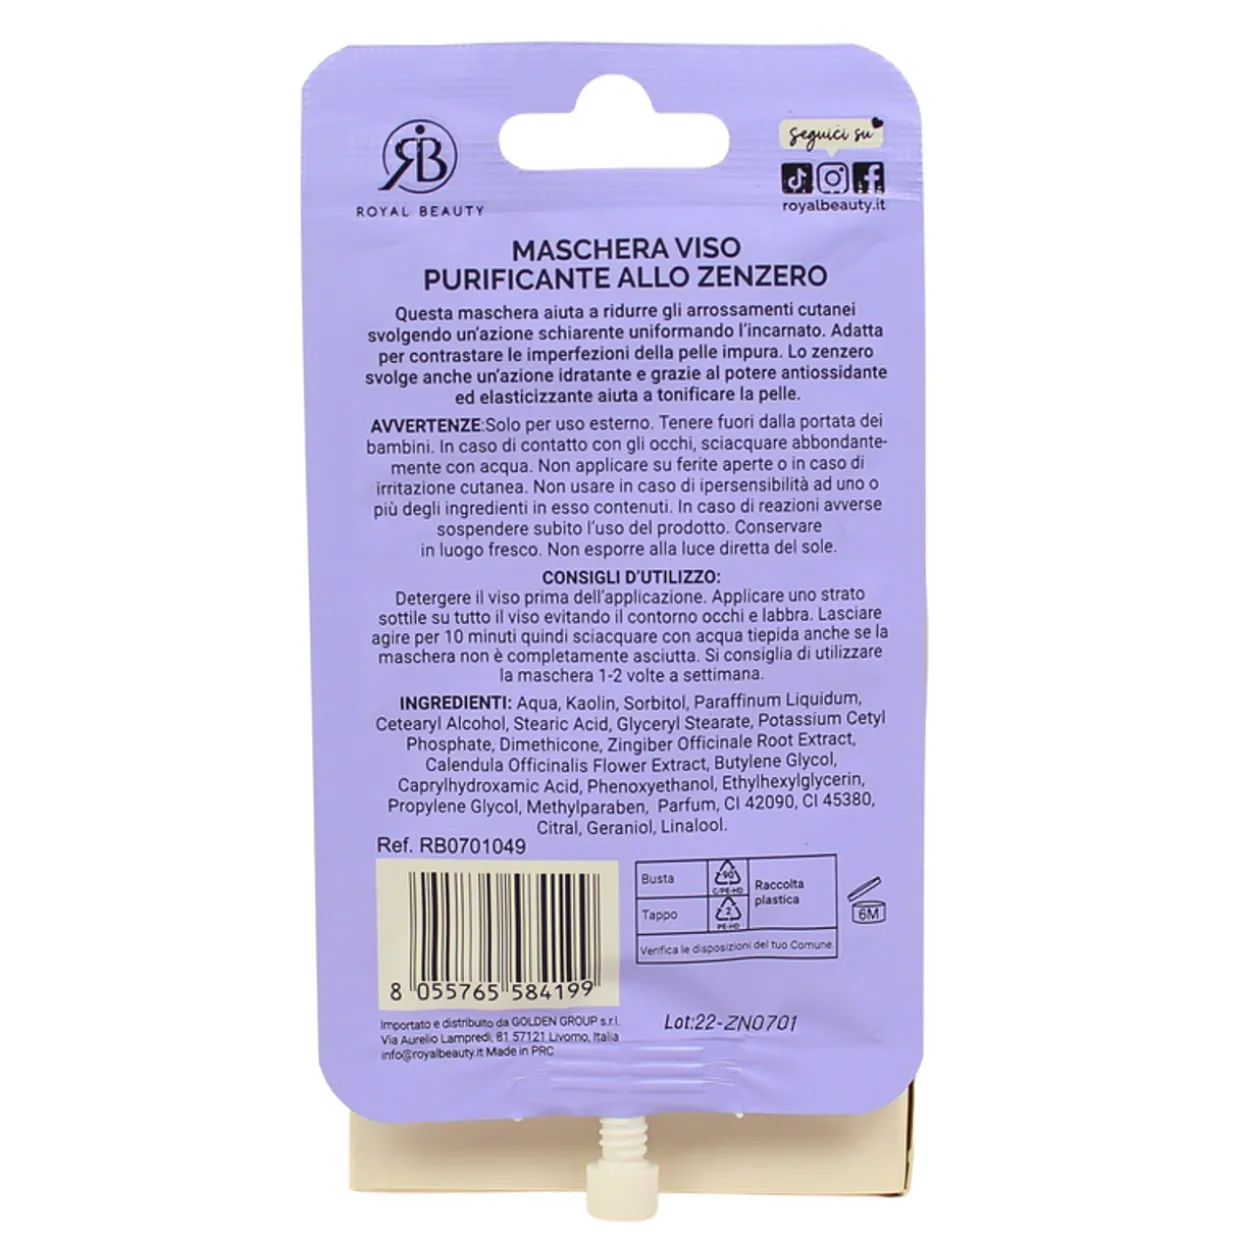 RB
ROYAL BEAUTY
seguici su
royalbeauty.it
MASCHERA VISO
PURIFICANTE ALLO ZENZERO
Questa maschera aiuta a ridurre gli arrossamenti cutanei
svolgendo un'azione schiarente uniformando l'incarnato. Adatta
per contrastare le imperfezioni della pelle impura. Lo zenzero
svolge anche un'azione idratante e grazie al potere antiossidante
ed elasticizzante aiuta a tonificare la pelle.
AVVERTENZE:Solo per uso esterno. Tenere fuori dalla portata dei
bambini. In caso di contatto con gli occhi, sciacquare abbondante-
mente con acqua. Non applicare su ferite aperte o in caso di
irritazione cutanea. Non usare in caso di ipersensibilità ad uno o
più degli ingredienti in esso contenuti. In caso di reazioni avverse
sospendere subito l'uso del prodotto. Conservare
in luogo fresco. Non esporre alla luce diretta del sole.
CONSIGLI D'UTILIZZO:
Detergere il viso prima dell'applicazione. Applicare uno strato
sottile su tutto il viso evitando il contorno occhi e labbra. Lasciare
agire per 10 minuti quindi sciacquare con acqua tiepida anche se la
maschera non è completamente asciutta. Si consiglia di utilizzare
la maschera 1-2 volte a settimana.
INGREDIENTI: Aqua, Kaolin, Sorbitol, Paraffinum Liquidum,
Cetearyl Alcohol, Stearic Acid, Glyceryl Stearate, Potassium Cetyl
Phosphate, Dimethicone, Zingiber Officinale Root Extract,
Calendula Officinalis Flower Extract, Butylene Glycol,
Caprylhydroxamic Acid, Phenoxyethanol, Ethylhexylglycerin,
Propylene Glycol, Methylparaben, Parfum, CI 42090, CI 45380,
Citral, Geraniol, Linalool.
Ref. RB0701049
8 055765 584199
Importato e distribuito da GOLDEN GROUP s.r.l.
Via Aurelio Lampredi, 81 57121 Livorno, Italia
info@royalbeauty.it Made in PRC
Busta
90
C/PE-HD
Raccolta
plastica
Tappo
2
PE-HD
Verifica le disposizioni del tuo Comune.
6M
Lot:22-ZN0701